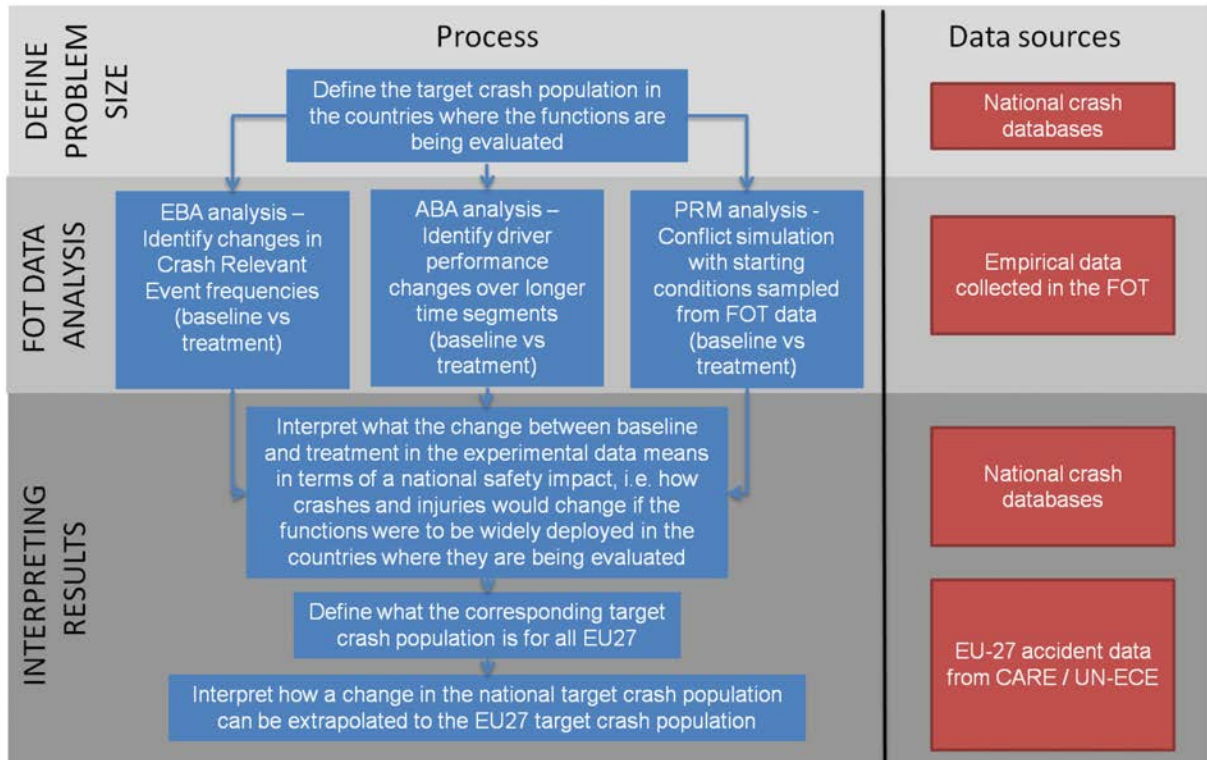 Process
Data sources
DEFINE
PROBLEM
SIZE
Define the target crash population in
the countries where the functions are
being evaluated
National crash
databases
FOT DATA
ANALYSIS
EBA analysis –
Identify changes in
Crash Relevant
Event frequencies
(baseline vs
treatment)
ABA analysis –
Identify driver
performance
changes over longer
time segments
(baseline vs
treatment)
PRM analysis -
Conflict simulation
with starting
conditions sampled
from FOT data
(baseline vs
treatment)
Empirical data
collected in the FOT
INTERPRETING
RESULTS
Interpret what the change between baseline
and treatment in the experimental data means
in terms of a national safety impact, i.e. how
crashes and injuries would change if the
functions were to be widely deployed in the
countries where they are being evaluated
National crash
databases
Define what the corresponding target
crash population is for all EU27
Interpret how a change in the national target crash population
can be extrapolated to the EU27 target crash population
EU-27 accident data
from CARE / UN-ECE